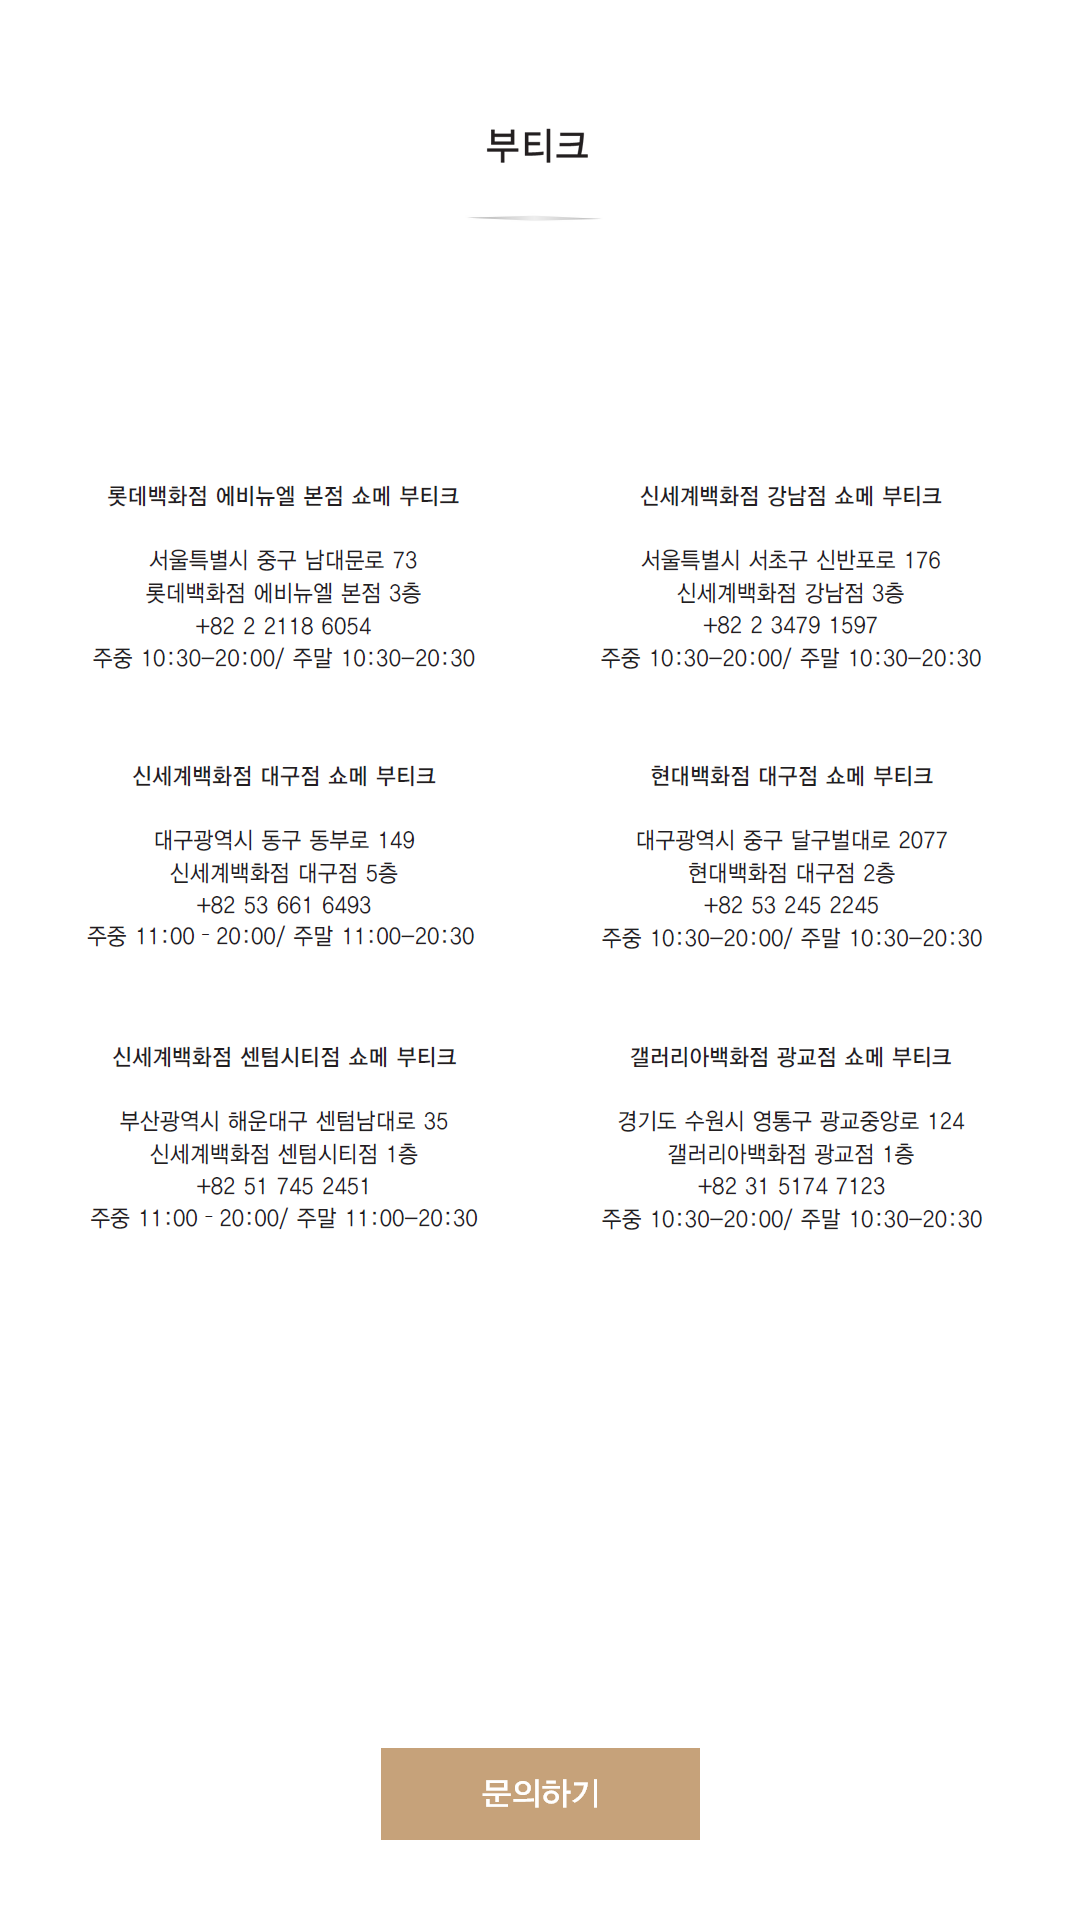 부티크
롯데백화점 에비뉴엘 본점 쇼메 부티크
서울특별시 중구 남대문로 73
롯데백화점 에비뉴엘 본점 3층
+82 2 2118 6054
주중 10:30–20:00/ 주말 10:30–20:30
신세계백화점 강남점 쇼메 부티크
서울특별시 서초구 신반포로 176
신세계백화점 강남점 3층
+82 2 3479 1597
주중 10:30–20:00/ 주말 10:30–20:30
신세계백화점 대구점 쇼메 부티크
대구광역시 동구 동부로 149
신세계백화점 대구점 5층
+82 53 661 6493
주중 11:00 - 20:00/ 주말 11:00–20:30
현대백화점 대구점 쇼메 부티크
대구광역시 중구 달구벌대로 2077
현대백화점 대구점 2층
+82 53 245 2245
주중 10:30–20:00/ 주말 10:30–20:30
신세계백화점 센텀시티점 쇼메 부티크
부산광역시 해운대구 센텀남대로 35
신세계백화점 센텀시티점 1층
+82 51 745 2451
주중 11:00 - 20:00/ 주말 11:00–20:30
갤러리아백화점 광교점 쇼메 부티크
경기도 수원시 영통구 광교중앙로 124
갤러리아백화점 광교점 1층
+82 31 5174 7123
주중 10:30–20:00/ 주말 10:30–20:30
문의하기